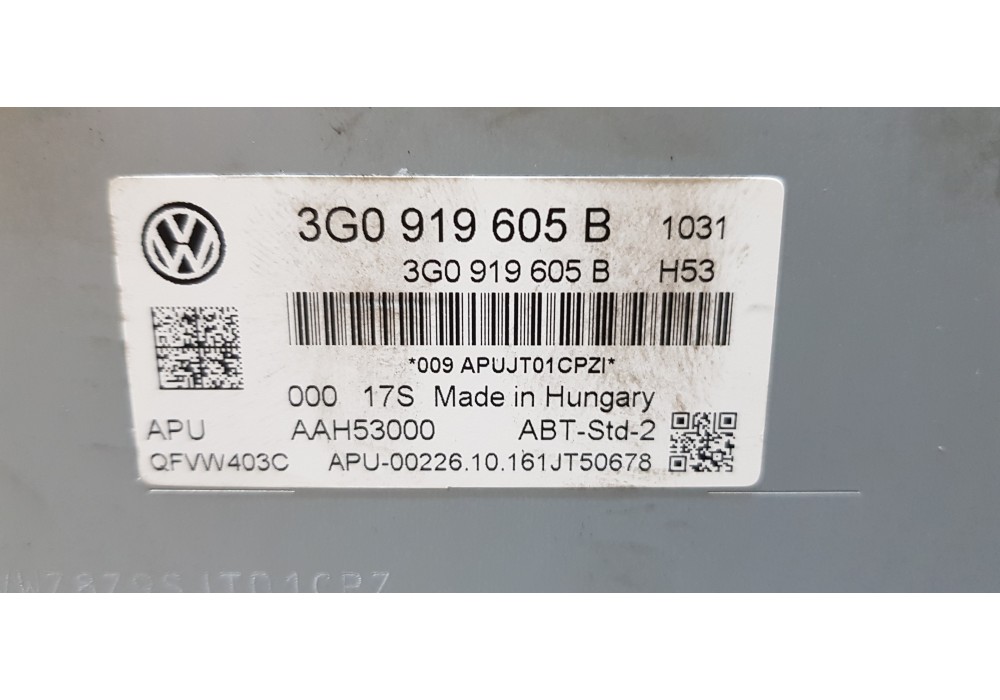 3G0 919 605 B 1031
3G0 919 605 B H53
*009 APUJT01CPZI*
000 17S Made in Hungary
APU AAH53000 ABT-Std-2
QFVW403C APU-00226.10.161JT50678